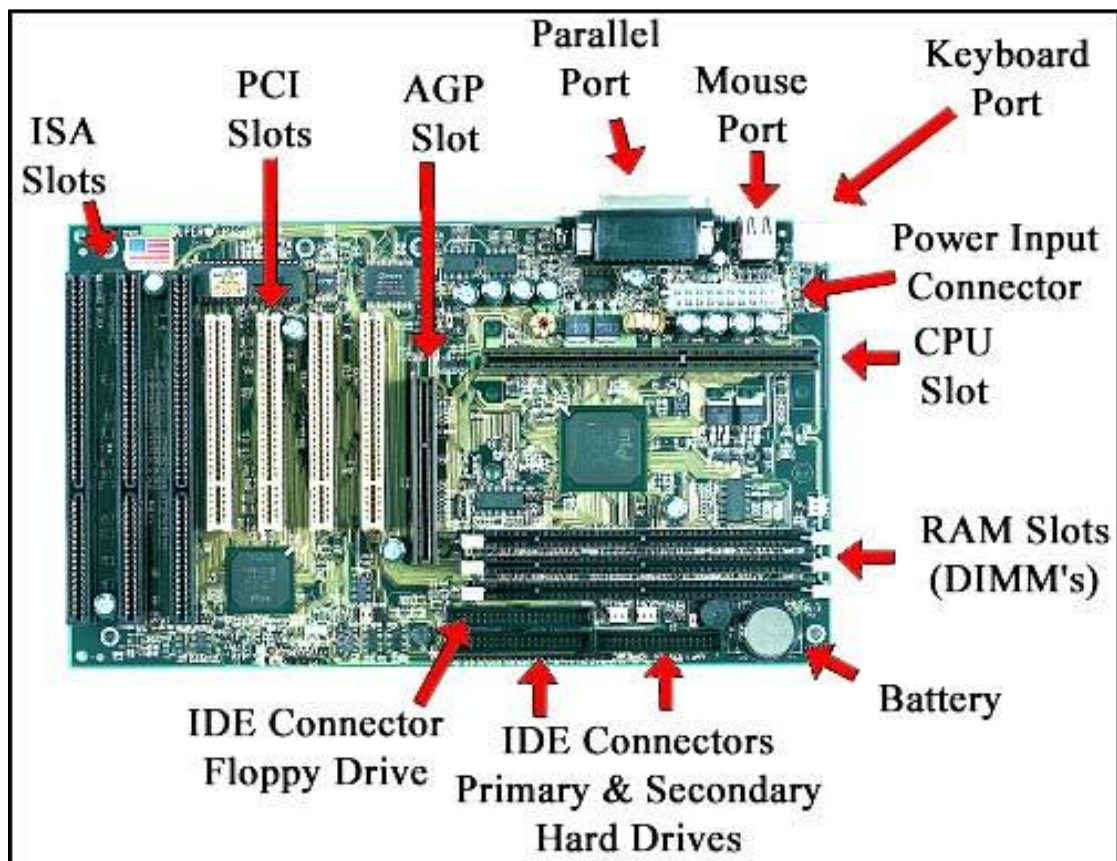 Parallel
Port
Keyboard
Port
Mouse
Port
PCI
Slots
AGP
Slot
ISA
Slots
Power Input
Connector
CPU
Slot
RAM Slots
(DIMM's)
Battery
IDE Connector
Floppy Drive
IDE Connectors
Primary & Secondary
Hard Drives
intel